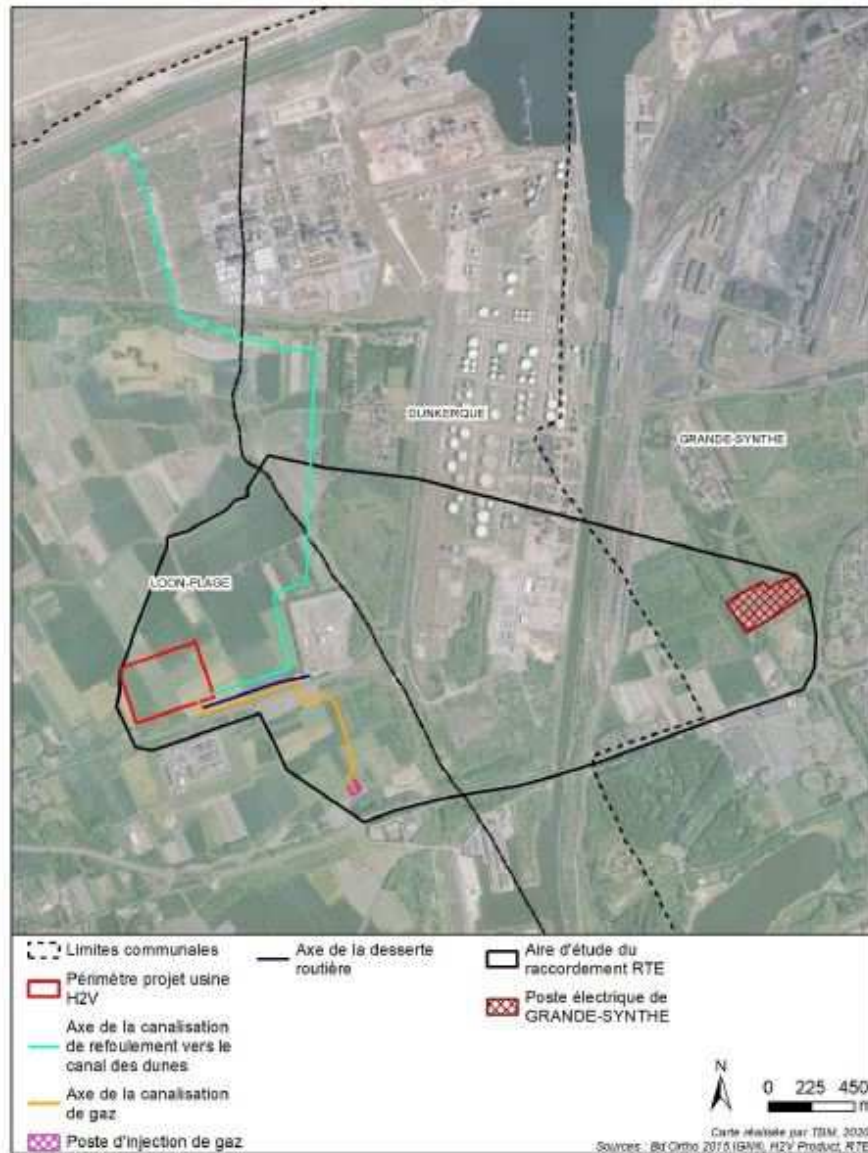 DUNKERQUE
GRANDE-SYNTHE
LOON-PLAGE
Limites communales
Périmètre projet usine
H2V
Axe de la canalisation
de refoulement vers le
canal des dunes
Axe de la canalisation
de gaz
Poste d'injection de gaz
Axe de la desserte
routière
Aire d'étude du
raccordement RTE
Poste électrique de
GRANDE-SYNTHE
N
0 225 450
m
Carte réalisée par TBM, 2020
Sources : Bd Ortho 2015 IGN, H2V Product, RTE